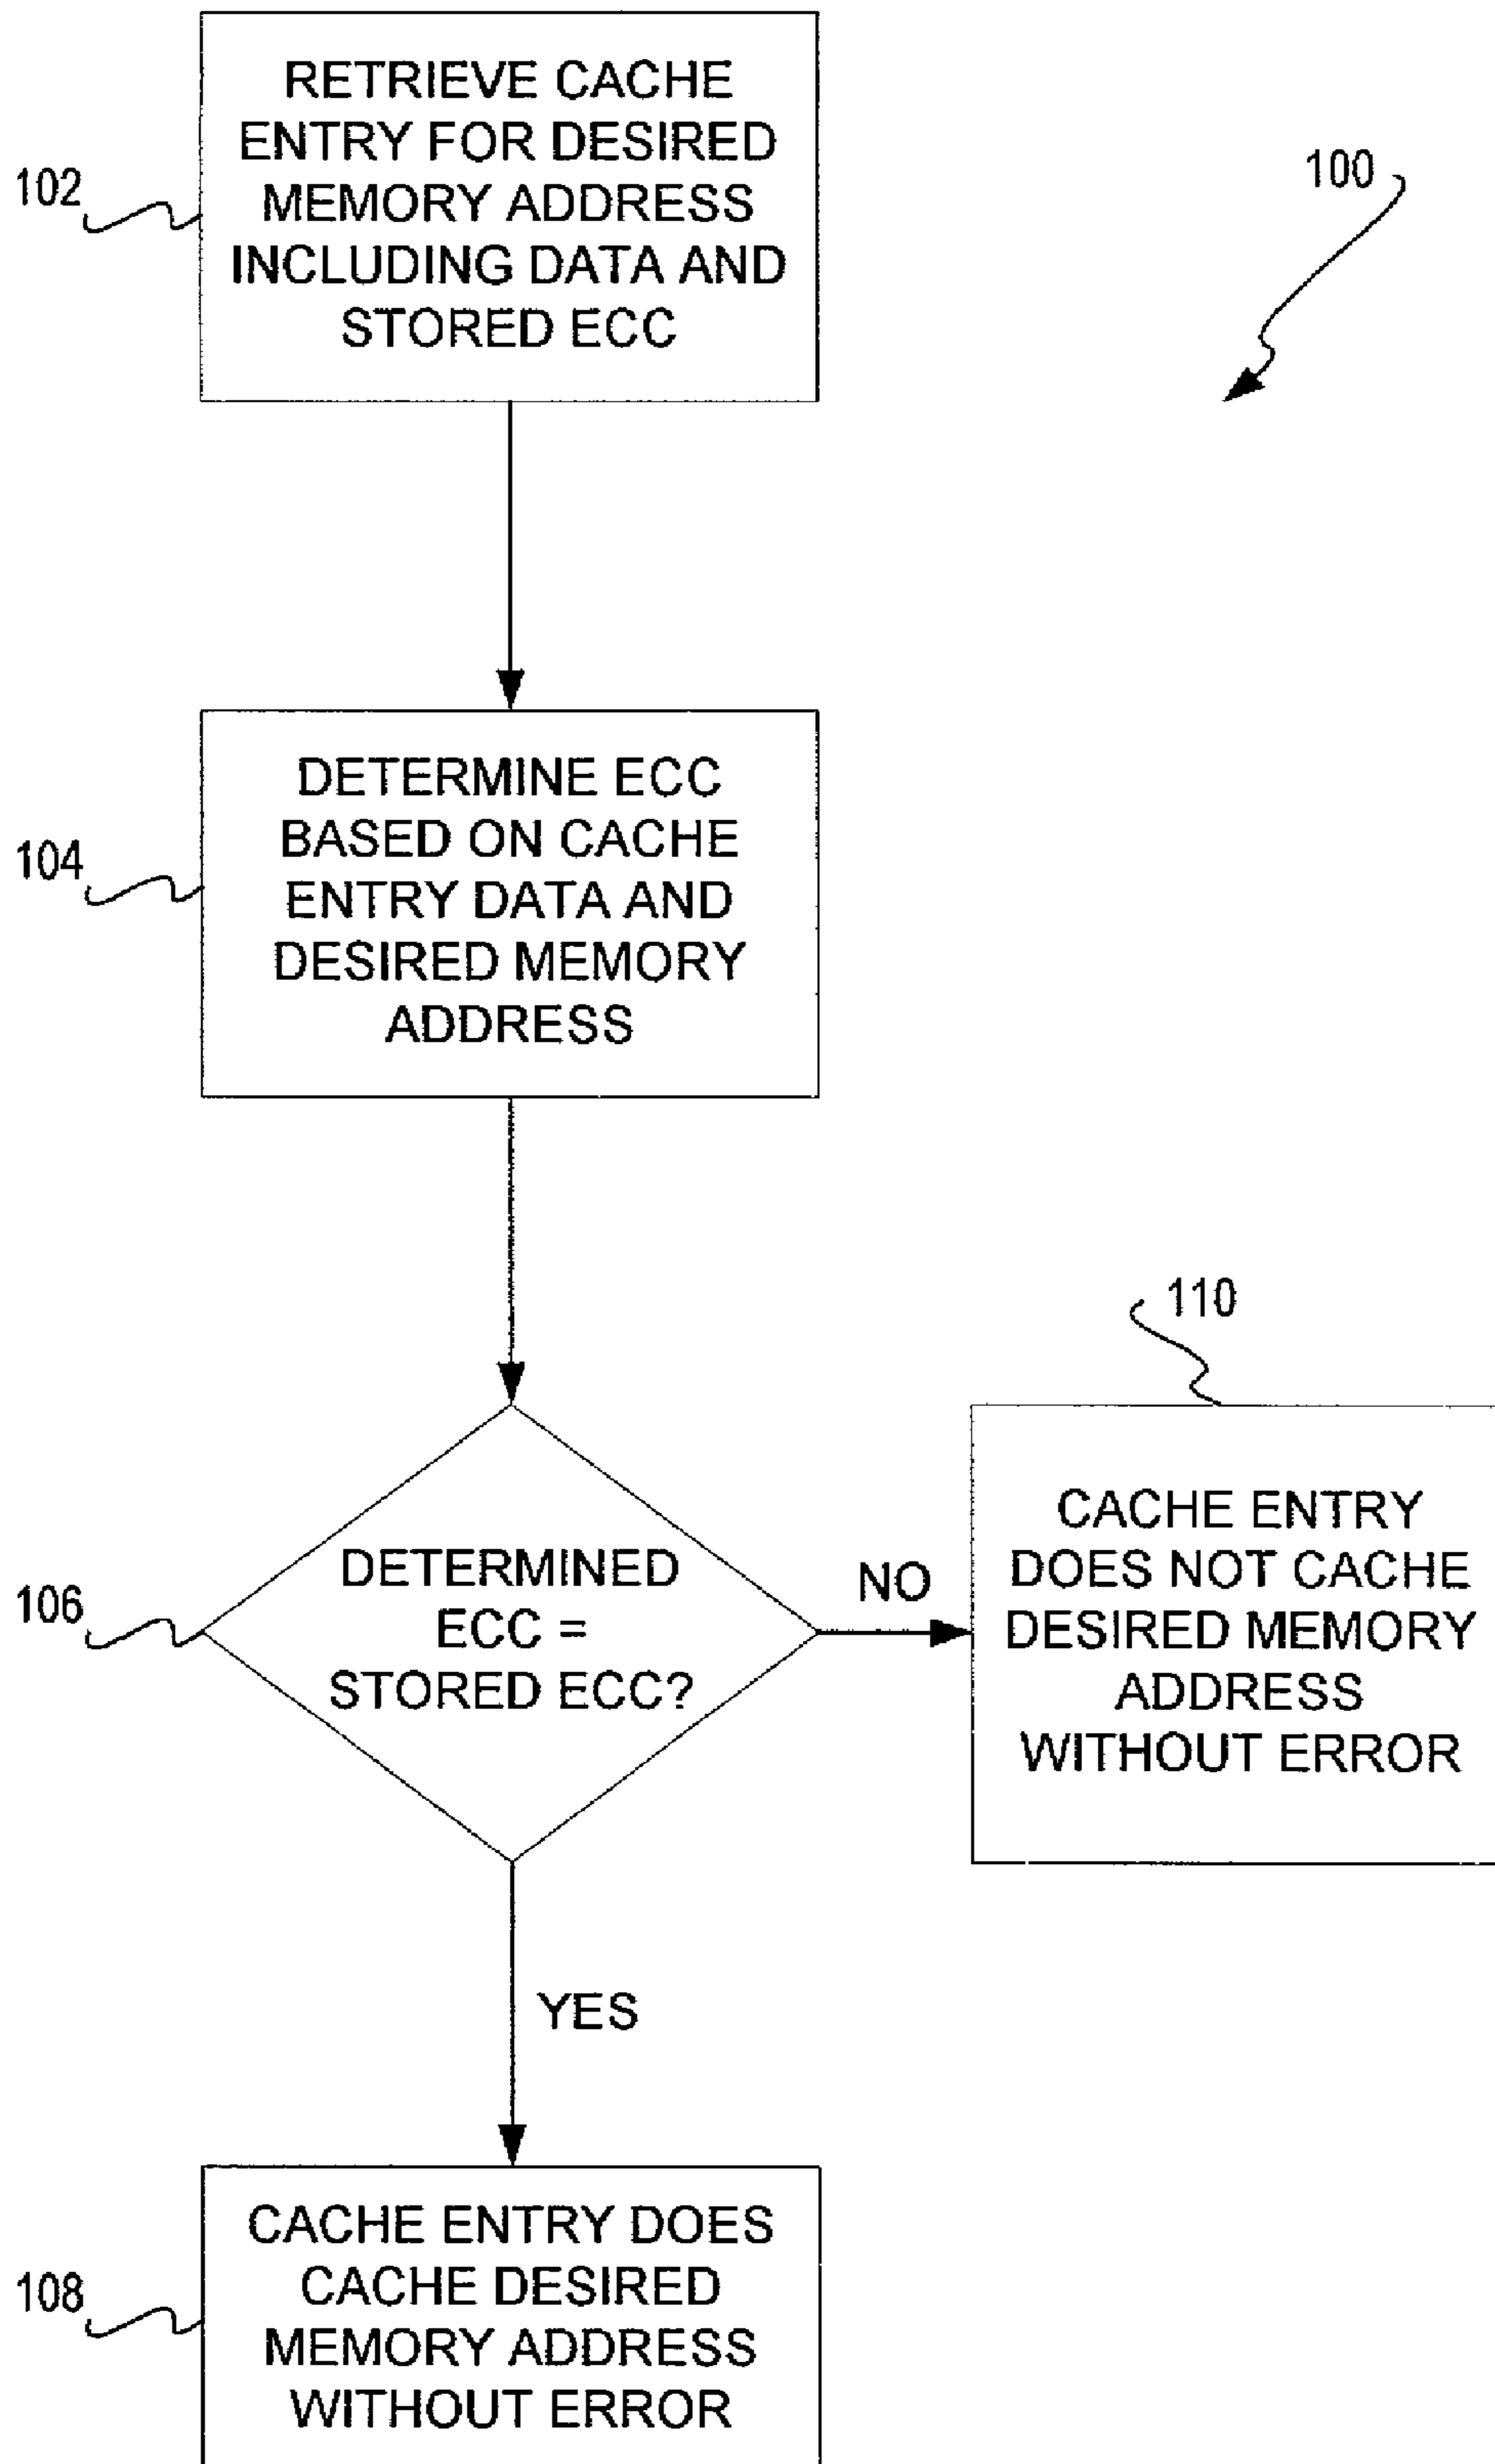 RETRIEVE CACHE
ENTRY FOR DESIRED
MEMORY ADDRESS
INCLUDING DATA AND
STORED ECC
102
100
DETERMINE ECC
BASED ON CACHE
ENTRY DATA AND
DESIRED MEMORY
ADDRESS
104
110
DETERMINED
ECC =
STORED ECC?
106
NO
CACHE ENTRY
DOES NOT CACHE
DESIRED MEMORY
ADDRESS
WITHOUT ERROR
YES
CACHE ENTRY DOES
CACHE DESIRED
MEMORY ADDRESS
WITHOUT ERROR
108